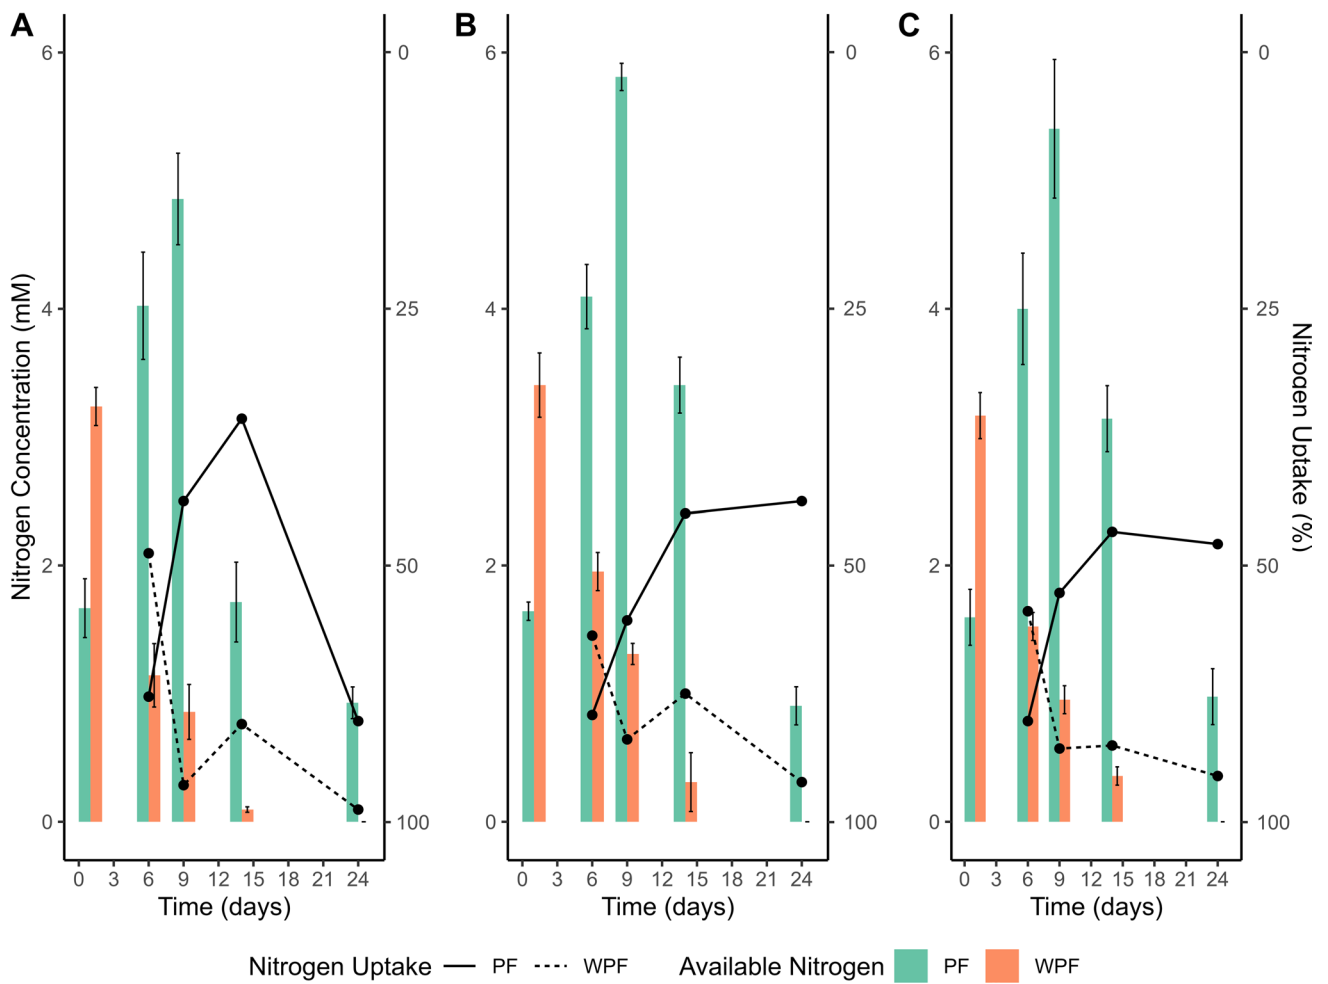 A
B
C
6
4
2
0
0
25
50
100
6
4
2
0
0
25
50
100
6
4
2
0
0
25
50
100
Nitrogen Concentration (mM)
Nitrogen Uptake (%)
0 3 6 9 12 15 18 21 24
0 3 6 9 12 15 18 21 24
0 3 6 9 12 15 18 21 24
Time (days)
Time (days)
Time (days)
Nitrogen Uptake PF WPF Available Nitrogen PF WPF